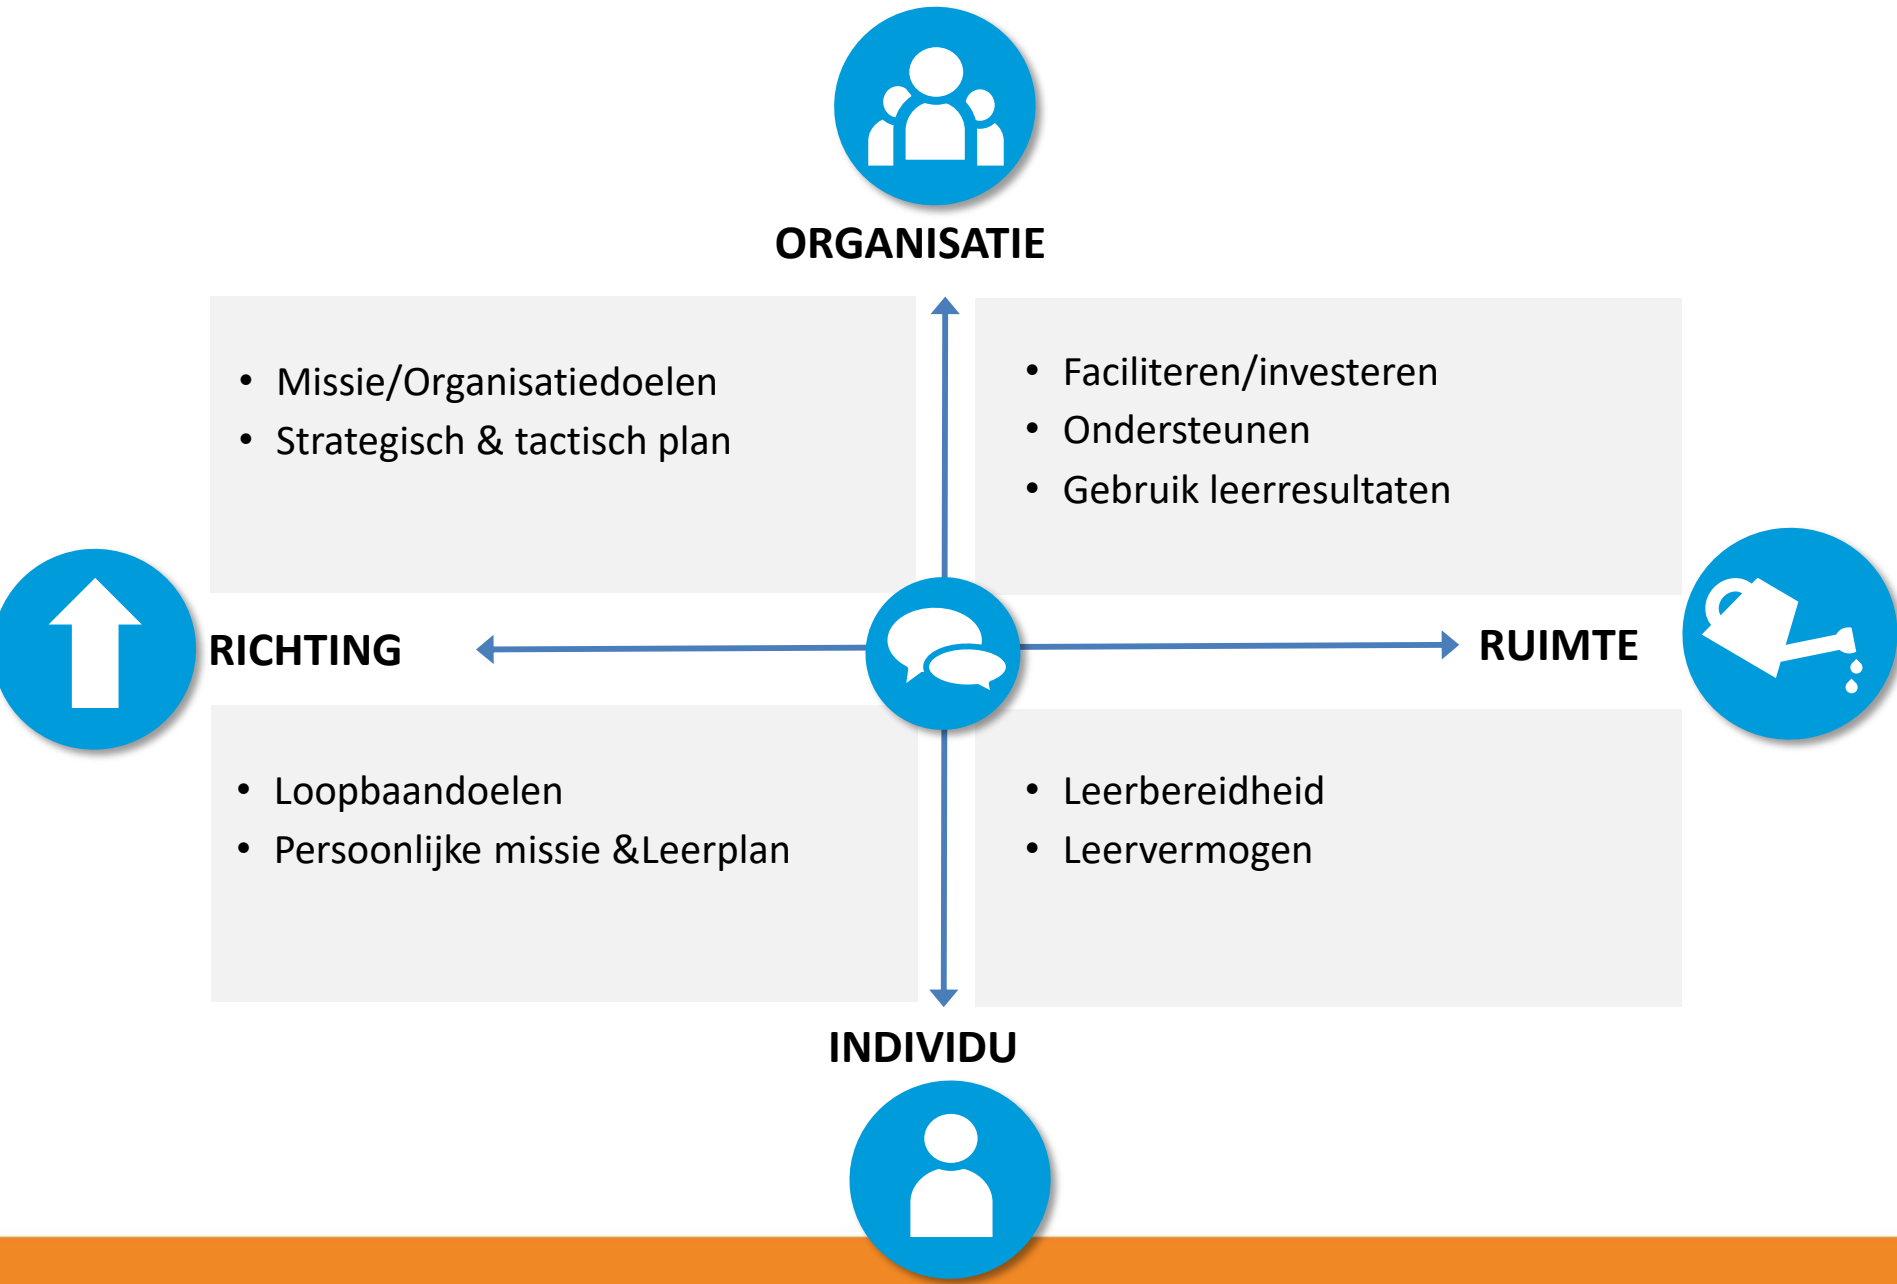 ORGANISATIE
• Missie/Organisatiedoelen
• Strategisch & tactisch plan
• Faciliteren/investeren
• Ondersteunen
• Gebruik leerresultaten
RICHTING
RUIMTE
• Loopbaandoelen
• Persoonlijke missie &Leerplan
• Leerbereidheid
• Leervermogen
INDIVIDU